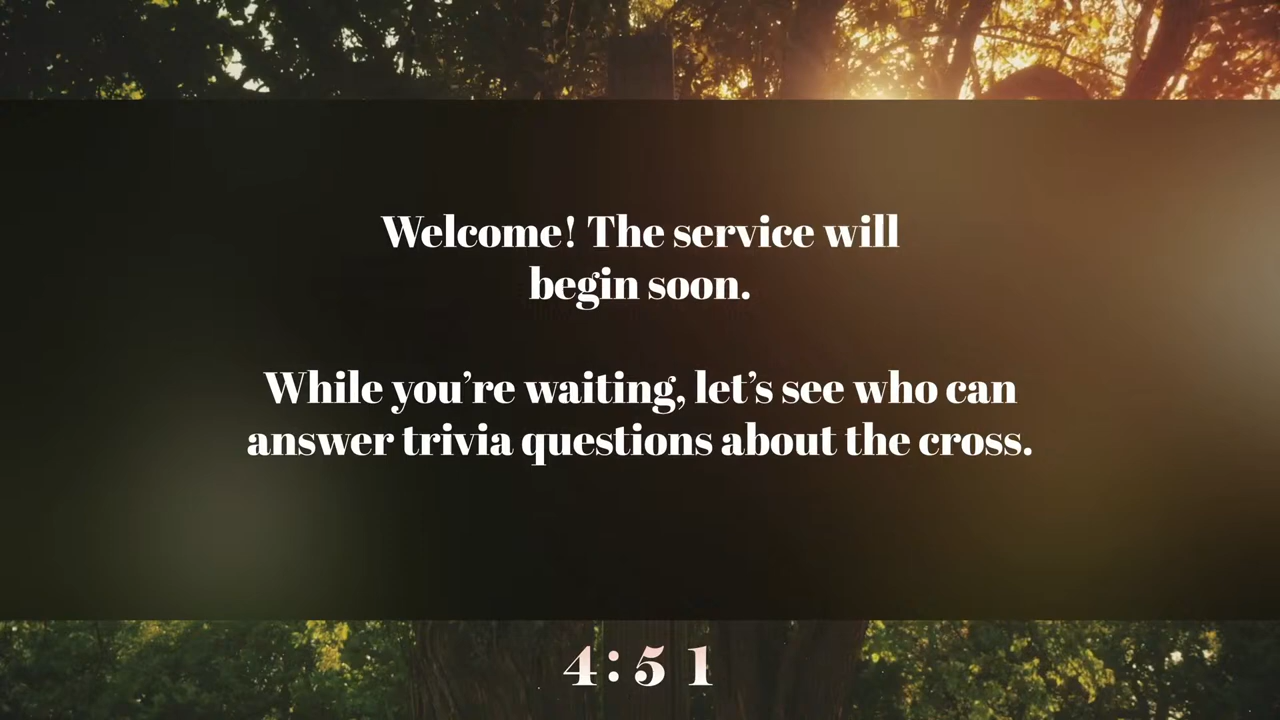 Welcome! The service will
begin soon.
While you’re waiting, let’s see who can
answer trivia questions about the cross.
4:51